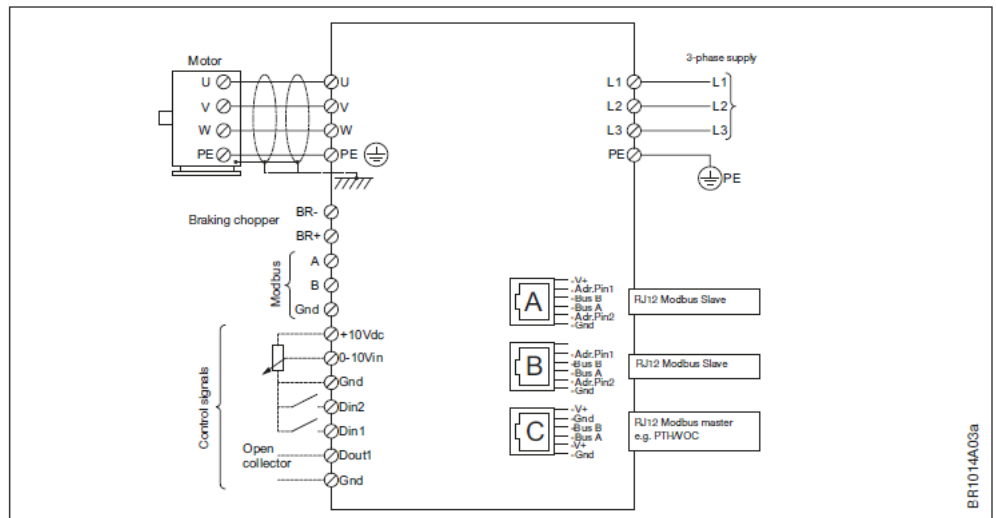 Motor
3-phase supply
U
U
L1
L1
V
V
L2
L2
W
W
L3
L3
PE
PE
PE
PE
BR-
Braking chopper
BR+
Modbus
A
B
Gnd
Control signals
+10Vdc
0-10Vin
Gnd
Din2
Din1
Open
collector
Dout1
Gnd
A
-V+
-Adr.Pin1
-Bus B
-Bus A
-Adr.Pin2
-Gnd
RJ12 Modbus Slave
B
-Adr.Pin1
-Bus B
-Bus A
-Adr.Pin2
-Gnd
RJ12 Modbus Slave
C
-V+
-Gnd
-Bus B
-Bus A
-V+
-Gnd
RJ12 Modbus master
e.g. PTH/VOC
BR1014A03a